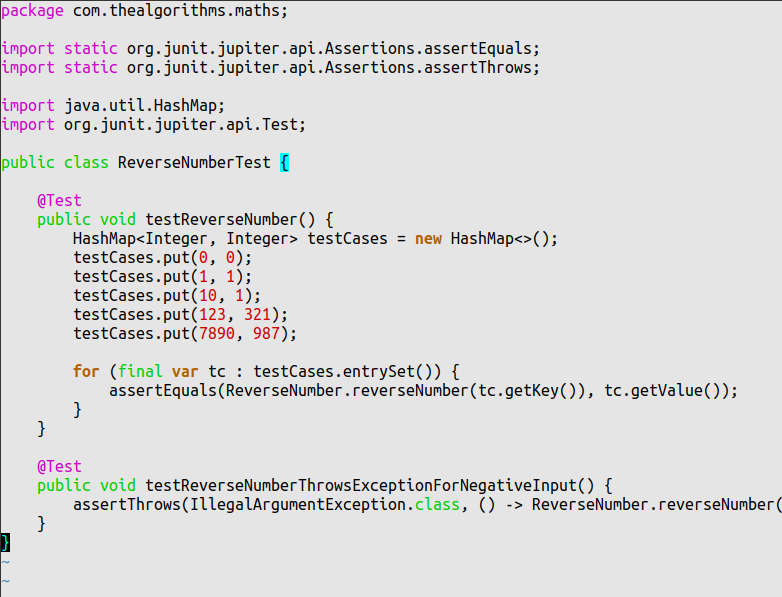 package com.thealgorithms.maths;

import static org.junit.jupiter.api.Assertions.assertEquals;
import static org.junit.jupiter.api.Assertions.assertThrows;

import java.util.HashMap;
import org.junit.jupiter.api.Test;

public class ReverseNumberTest {

    @Test
    public void testReverseNumber() {
        HashMap<Integer, Integer> testCases = new HashMap<>();
        testCases.put(0, 0);
        testCases.put(1, 1);
        testCases.put(10, 1);
        testCases.put(123, 321);
        testCases.put(7890, 987);

        for (final var tc : testCases.entrySet()) {
            assertEquals(ReverseNumber.reverseNumber(tc.getKey()), tc.getValue());
        }
    }

    @Test
    public void testReverseNumberThrowsExceptionForNegativeInput() {
        assertThrows(IllegalArgumentException.class, () -> ReverseNumber.reverseNumber(
    }
}
~
~